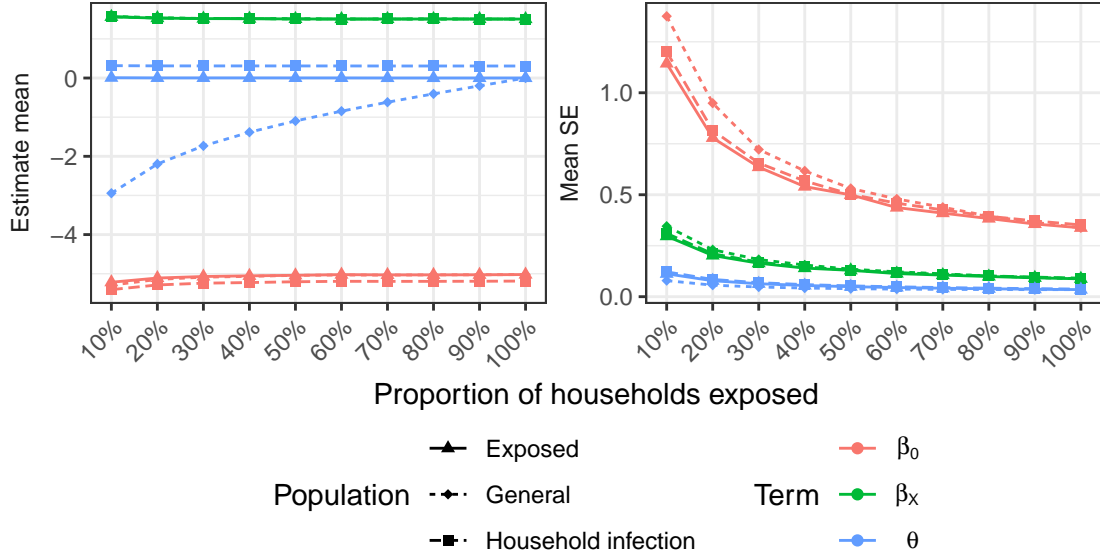 Estimate mean
0
−2
−4
10% 20% 30% 40% 50% 60% 70% 80% 90% 100%
Mean SE
1.0
0.5
0.0
10% 20% 30% 40% 50% 60% 70% 80% 90% 100%
Proportion of households exposed
Population
Exposed
General
Household infection
Term
β0
βX
θ